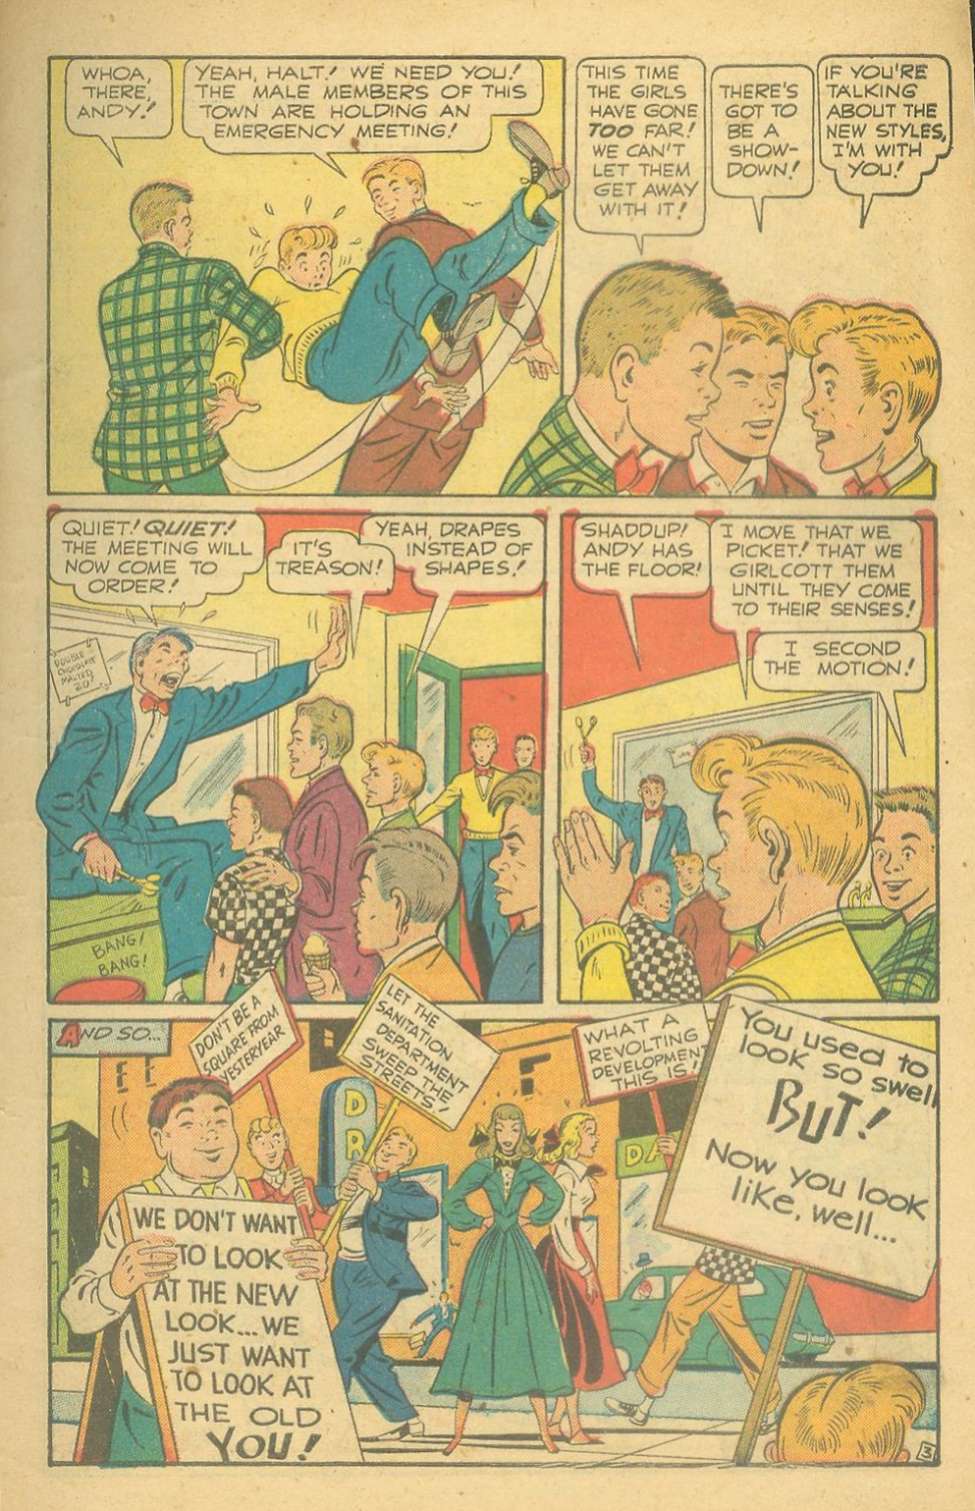 WHOA,
THERE,
ANDY!
YEAH, HALT! WE NEED YOU!
THE MALE MEMBERS OF THIS
TOWN ARE HOLDING AN
EMERGENCY MEETING!
THIS TIME
THE GIRLS
HAVE GONE
TOO FAR!
WE CAN'T
LET THEM
GET AWAY
WITH IT!
THERE'S
GOT TO
BE A
SHOW-
DOWN!
IF YOU'RE
TALKING
ABOUT THE
NEW STYLES,
I'M WITH
YOU!
QUIET! QUIET!
THE MEETING WILL
NOW COME TO
ORDER!
IT'S
TREASON!
YEAH, DRAPES
INSTEAD OF
SHAPES!
DOUBLE
CHOCOLATE
MALTED
20¢
BANG!
BANG!
SHADDUP!
ANDY HAS
THE FLOOR!
I MOVE THAT WE
PICKET! THAT WE
GIRLCOTT THEM
UNTIL THEY COME
TO THEIR SENSES!
I SECOND
THE MOTION!
AND SO...
DON'T BE A
SQUARE FROM
YESTERYEAR
LET THE
SANITATION
DEPARTMENT
SWEEP THE
STREETS!
WHAT A
REVOLTING
DEVELOPMENT
THIS IS!
YOU USED TO
LOOK SO SWELL
BUT!
NOW YOU LOOK
LIKE, WELL...
DR
DA
WE DON'T WANT
TO LOOK
AT THE NEW
LOOK...WE
JUST WANT
TO LOOK AT
THE OLD
YOU!
3